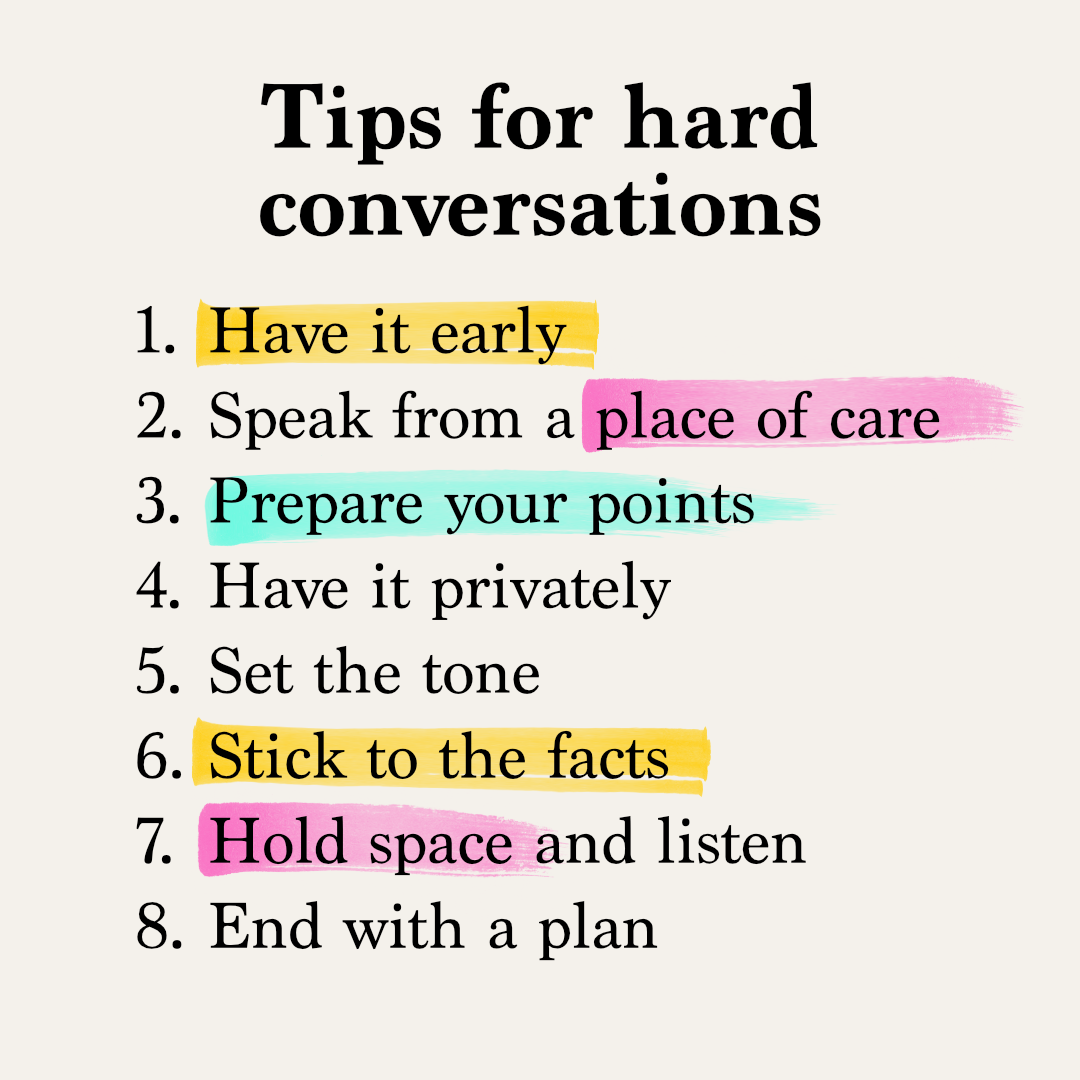 Tips for hard
conversations
1. Have it early
2. Speak from a place of care
3. Prepare your points
4. Have it privately
5. Set the tone
6. Stick to the facts
7. Hold space and listen
8. End with a plan